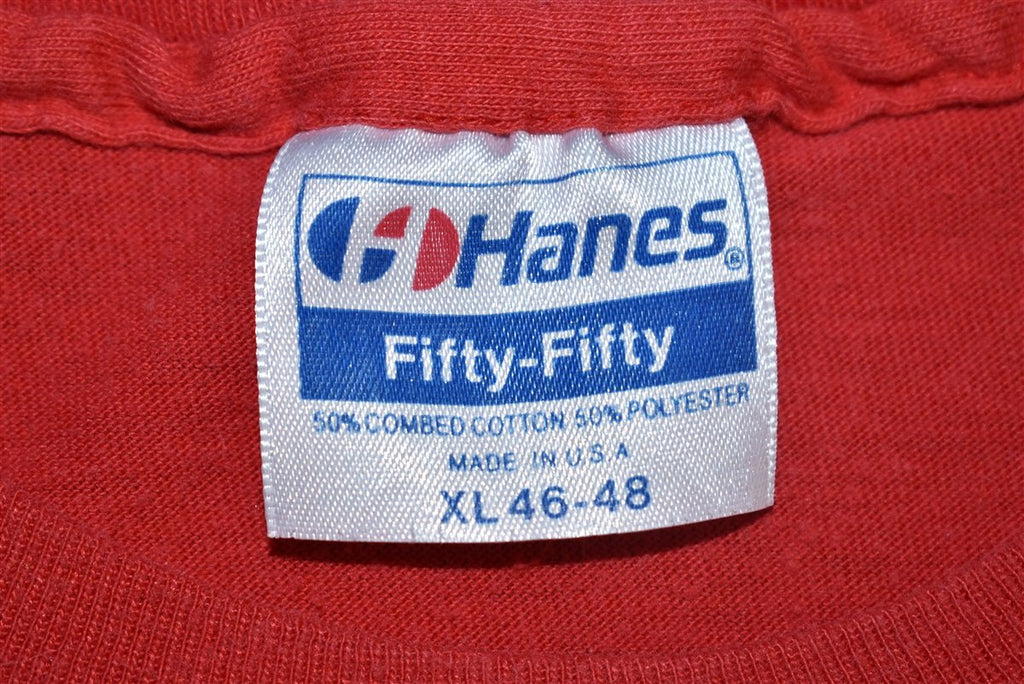 Hanes®
Fifty-Fifty
50% COMBED COTTON 50% POLYESTER
MADE IN U.S.A
XL 46-48